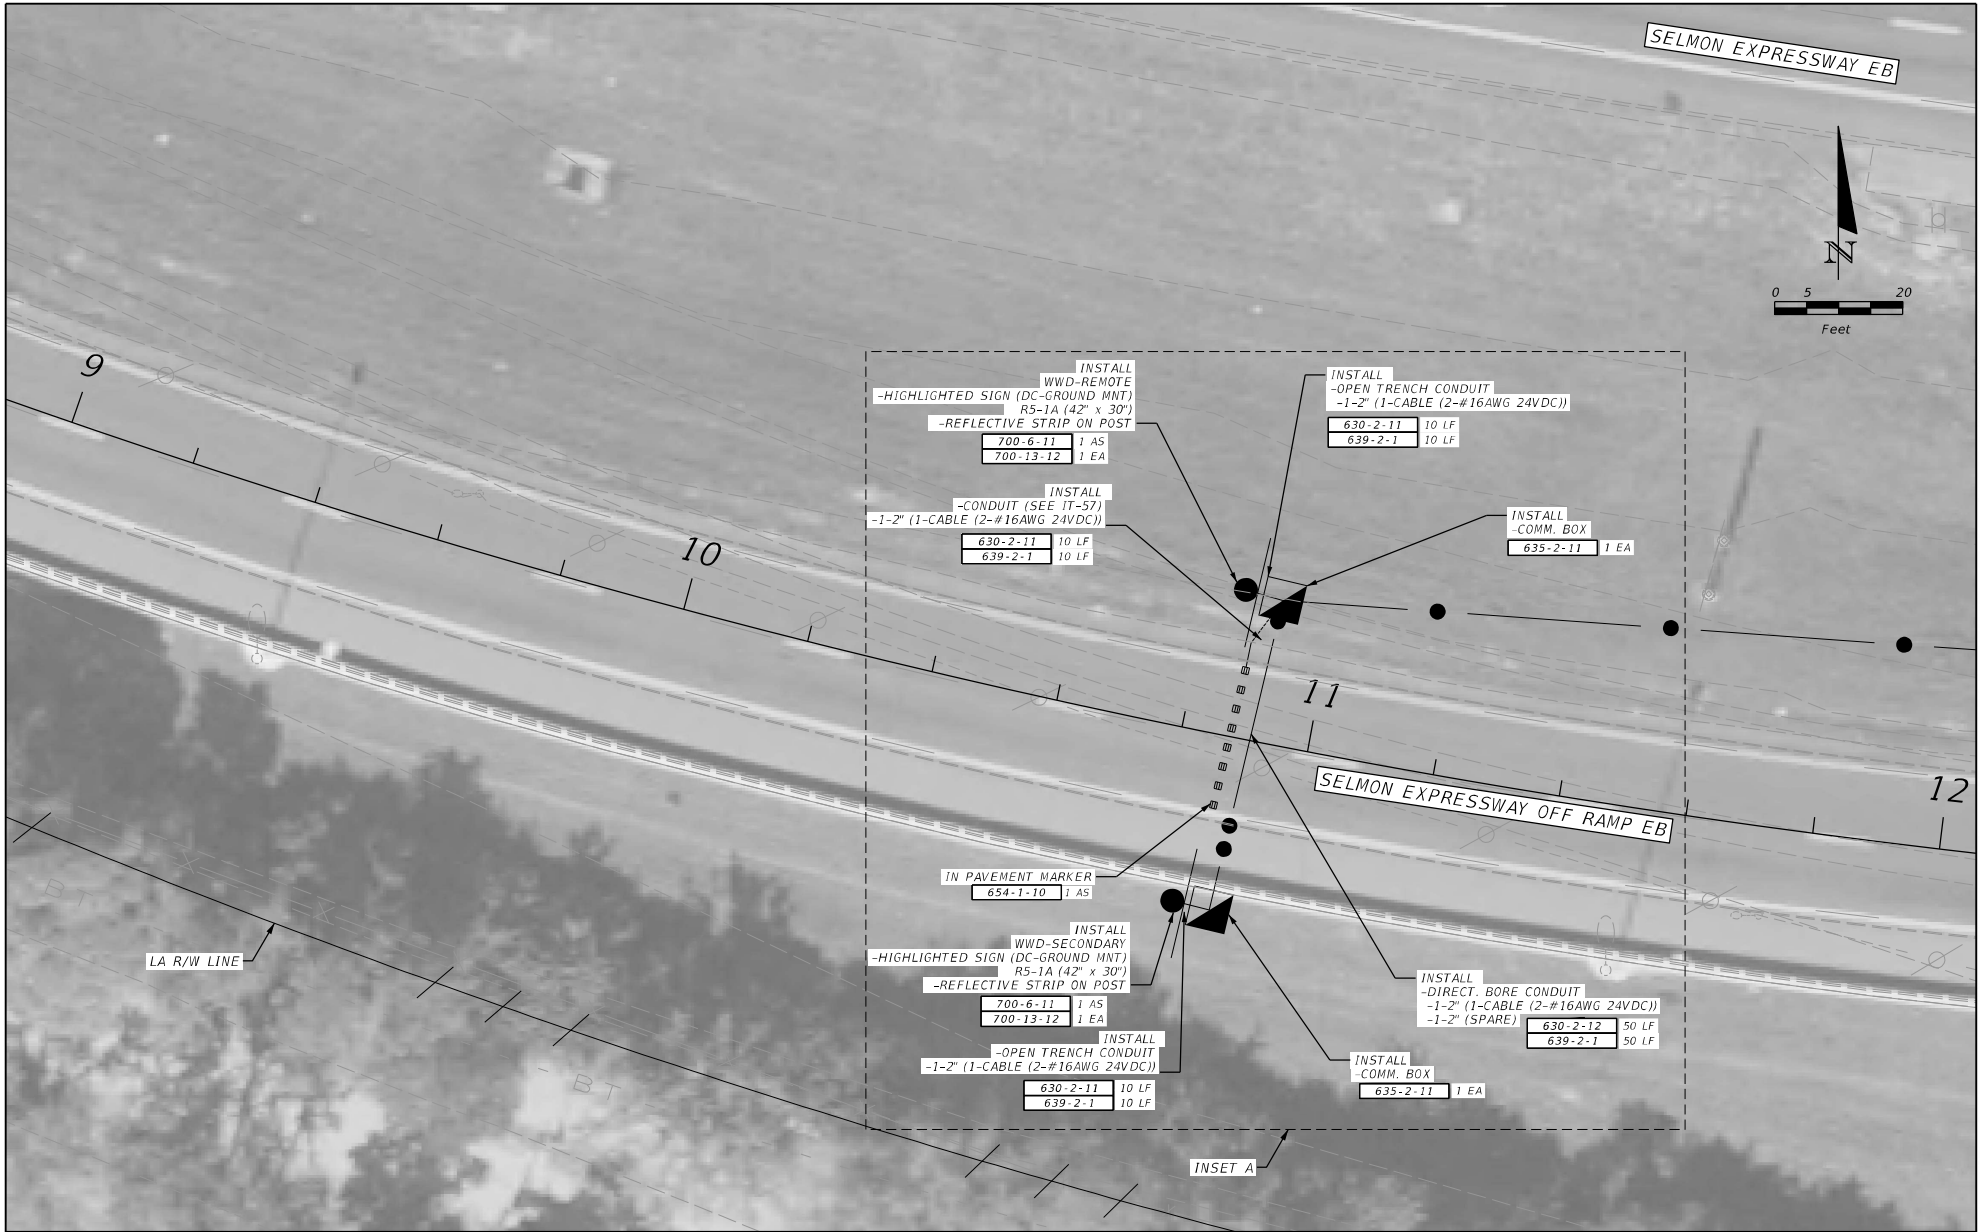 SELMON EXPRESSWAY EB
N
0 5 20
Feet
9
10
11
12
INSTALL
WWD-REMOTE
-HIGHLIGHTED SIGN (DC-GROUND MNT)
R5-1A (42" x 30")
-REFLECTIVE STRIP ON POST
700-6-11 1 AS
700-13-12 1 EA
INSTALL
-OPEN TRENCH CONDUIT
-1-2" (1-CABLE (2-#16AWG 24VDC))
630-2-11 10 LF
639-2-1 10 LF
INSTALL
-CONDUIT (SEE IT-57)
-1-2" (1-CABLE (2-#16AWG 24VDC))
630-2-11 10 LF
639-2-1 10 LF
INSTALL
-COMM. BOX
635-2-11 1 EA
SELMON EXPRESSWAY OFF RAMP EB
IN PAVEMENT MARKER
654-1-10 1 AS
INSTALL
WWD-SECONDARY
-HIGHLIGHTED SIGN (DC-GROUND MNT)
R5-1A (42" x 30")
-REFLECTIVE STRIP ON POST
700-6-11 1 AS
700-13-12 1 EA
INSTALL
-OPEN TRENCH CONDUIT
-1-2" (1-CABLE (2-#16AWG 24VDC))
630-2-11 10 LF
639-2-1 10 LF
INSTALL
-DIRECT. BORE CONDUIT
-1-2" (1-CABLE (2-#16AWG 24VDC))
-1-2" (SPARE)
630-2-12 50 LF
639-2-1 50 LF
INSTALL
-COMM. BOX
635-2-11 1 EA
LA R/W LINE
INSET A
BT
BT